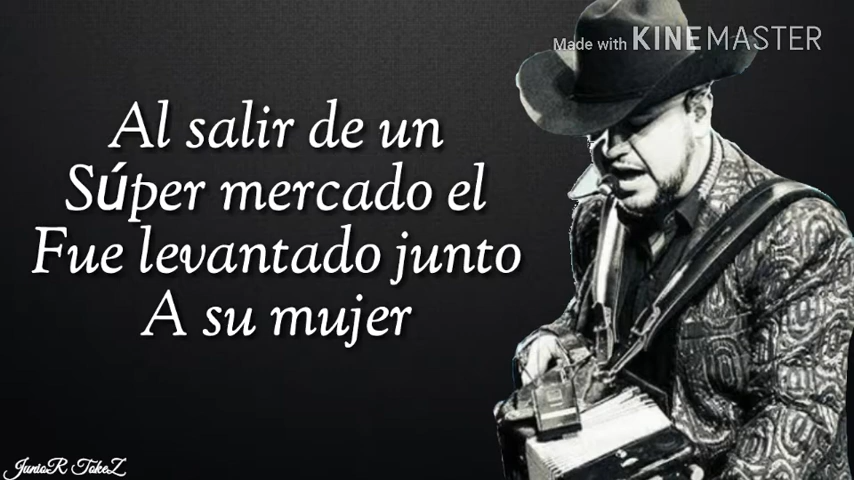 Made with KINEMASTER
Al salir de un
Súper mercado el
Fue levantado junto
A su mujer
JunioR TokeZ